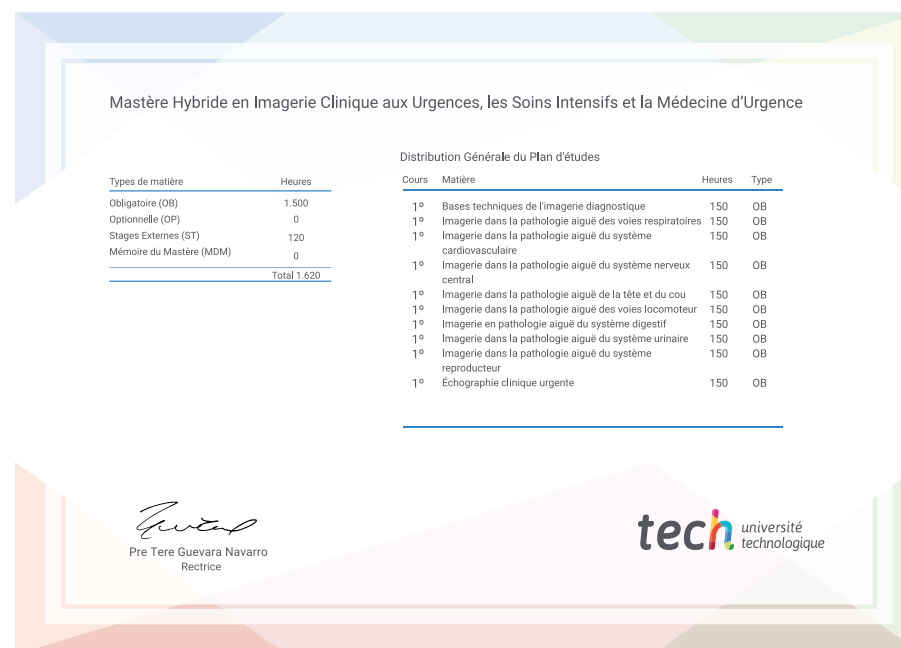 Mastère Hybride en Imagerie Clinique aux Urgences, les Soins Intensifs et la Médecine d'Urgence
Types de matière Heures
Obligatoire (OB) 1.500
Optionnelle (OP) 0
Stages Externes (ST) 120
Mémoire du Mastère (MDM) 0
Total 1.620
Distribution Générale du Plan d'études
Cours Matière Heures Type
1º Bases techniques de l'imagerie diagnostique 150 OB
1º Imagerie dans la pathologie aiguë des voies respiratoires 150 OB
1º Imagerie dans la pathologie aiguë du système 150 OB
cardiovasculaire
1º Imagerie dans la pathologie aiguë du système nerveux 150 OB
central
1º Imagerie dans la pathologie aiguë de la tête et du cou 150 OB
1º Imagerie dans la pathologie aiguë des voies locomoteur 150 OB
1º Imagerie en pathologie aiguë du système digestif 150 OB
1º Imagerie dans la pathologie aiguë du système urinaire 150 OB
1º Imagerie dans la pathologie aiguë du système 150 OB
reproducteur
1º Échographie clinique urgente 150 OB
Pre Tere Guevara Navarro
Rectrice
tech université
technologique